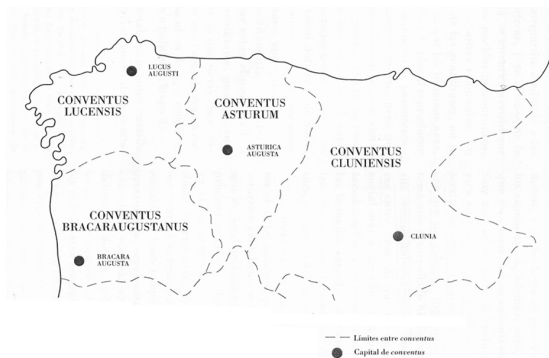 LUCUS
AUGUSTI
CONVENTUS
LUCENSIS
CONVENTUS
ASTURUM
ASTURICA
AUGUSTA
CONVENTUS
CLUNIENSIS
CONVENTUS
BRACARAUGUSTANUS
BRACARA
AUGUSTA
CLUNIA
Límites entre conventus
Capital de conventus